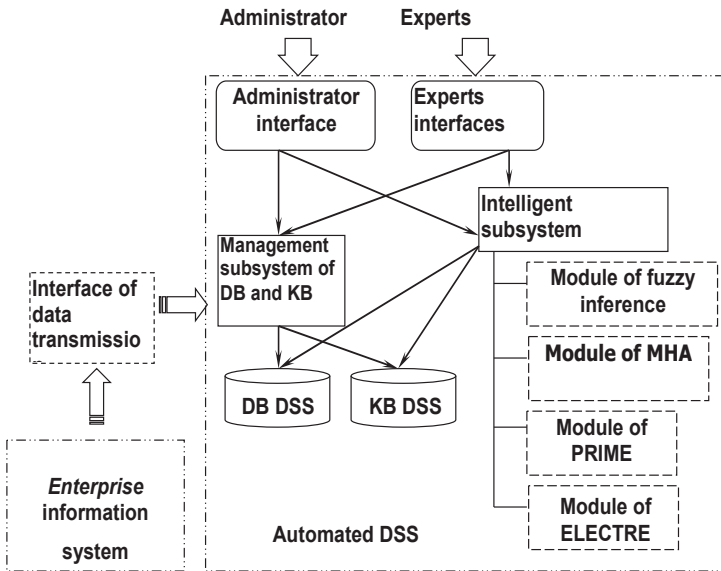 Administrator
Experts
Administrator
interface
Experts
interfaces
Intelligent
subsystem
Management
subsystem of
DB and KB
Interface of
data
transmissio
Module of fuzzy
inference
Module of MHA
DB DSS
KB DSS
Module of
PRIME
Enterprise
information
system
Module of
ELECTRE
Automated DSS